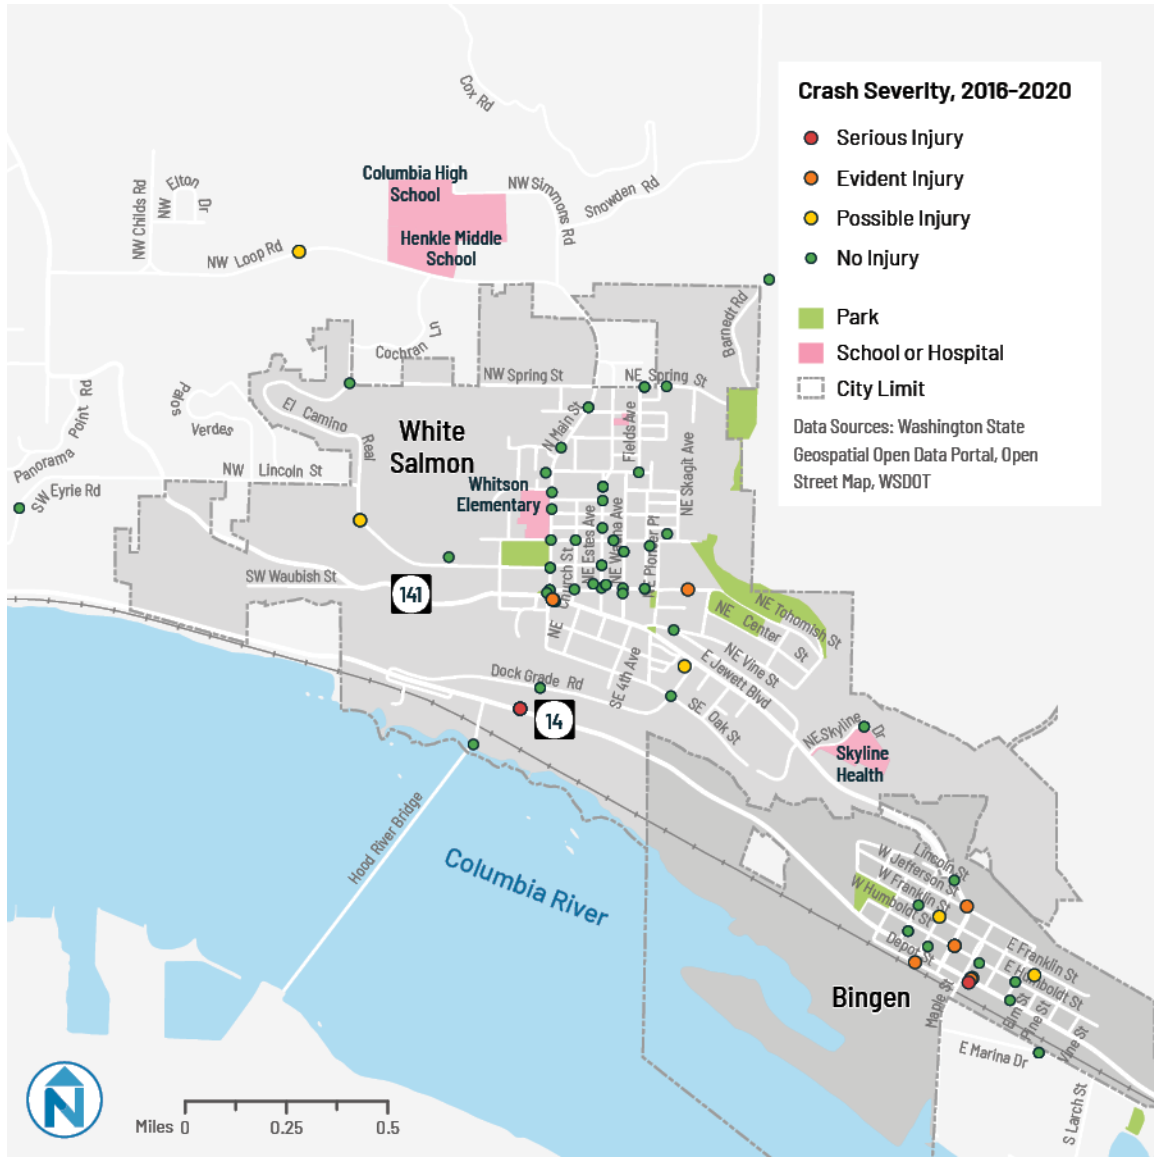 Crash Severity, 2016-2020
Serious Injury
Evident Injury
Possible Injury
No Injury
Park
School or Hospital
City Limit
Data Sources: Washington State
Geospatial Open Data Portal, Open
Street Map, WSDOT
Cox Rd
Columbia High
School
Henkle Middle
School
NW Simmons Rd
Snowden Rd
NW Childs Rd
NW Elton Dr
NW Loop Rd
Barnedt Rd
Cochran Ln
NW Spring St
NE Spring St
Palos
Verdes
Point Rd
Panorama
El Camino Real
White
Salmon
N Main St
Fields Ave
NE Skagit Ave
NW Lincoln St
SW Eyrie Rd
Whitson
Elementary
NE Church St
NE Estes Ave
NE Pioneer Pl
SW Waubish St
141
NE Tohomish St
NE Center St
NE Vine St
E Jewett Blvd
SE 4th Ave
SE Oak St
Dock Grade Rd
14
NE Skyline Dr
Skyline
Health
Hood River Bridge
Columbia River
Lincoln St
W Jefferson St
W Franklin St
W Humboldt St
Depot St
E Franklin St
E Humboldt St
Maple St
Elm St
Pine St
Vine St
Bingen
E Marina Dr
S Larch St
N
Miles 0 0.25 0.5